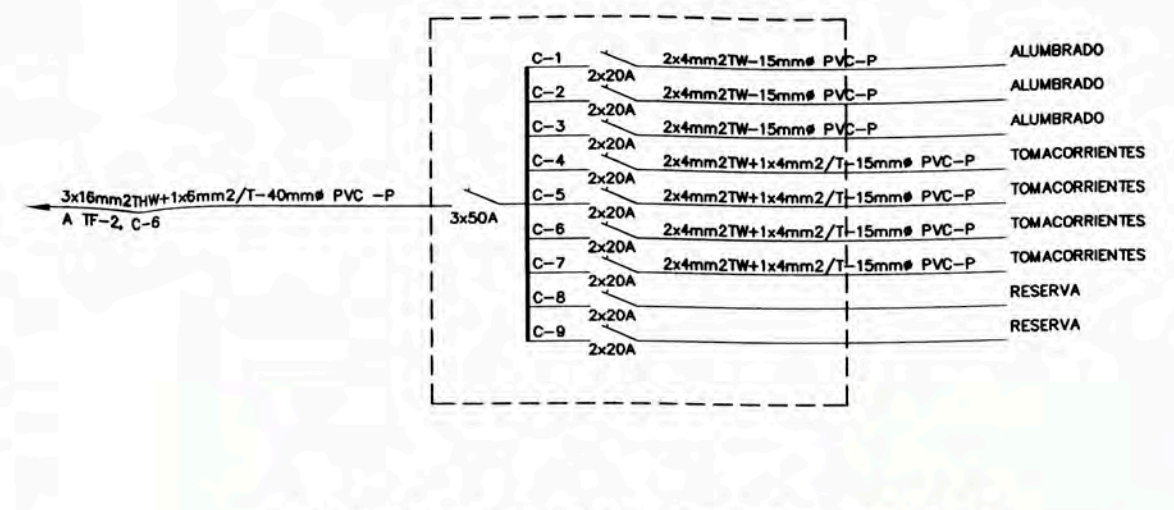 C-1 2x4mm2TW-15mmø PVC-P ALUMBRADO
2x20A
C-2 2x4mm2TW-15mmø PVC-P ALUMBRADO
2x20A
C-3 2x4mm2TW-15mmø PVC-P ALUMBRADO
2x20A
C-4 2x4mm2TW+1x4mm2/T-15mmø PVC-P TOMACORRIENTES
2x20A
3x16mm2THW+1x6mm2/T-40mmø PVC -P
A TF-2, C-6
3x50A
C-5 2x4mm2TW+1x4mm2/T-15mmø PVC-P TOMACORRIENTES
2x20A
C-6 2x4mm2TW+1x4mm2/T-15mmø PVC-P TOMACORRIENTES
2x20A
C-7 2x4mm2TW+1x4mm2/T-15mmø PVC-P TOMACORRIENTES
2x20A
C-8 RESERVA
2x20A
C-9 RESERVA
2x20A